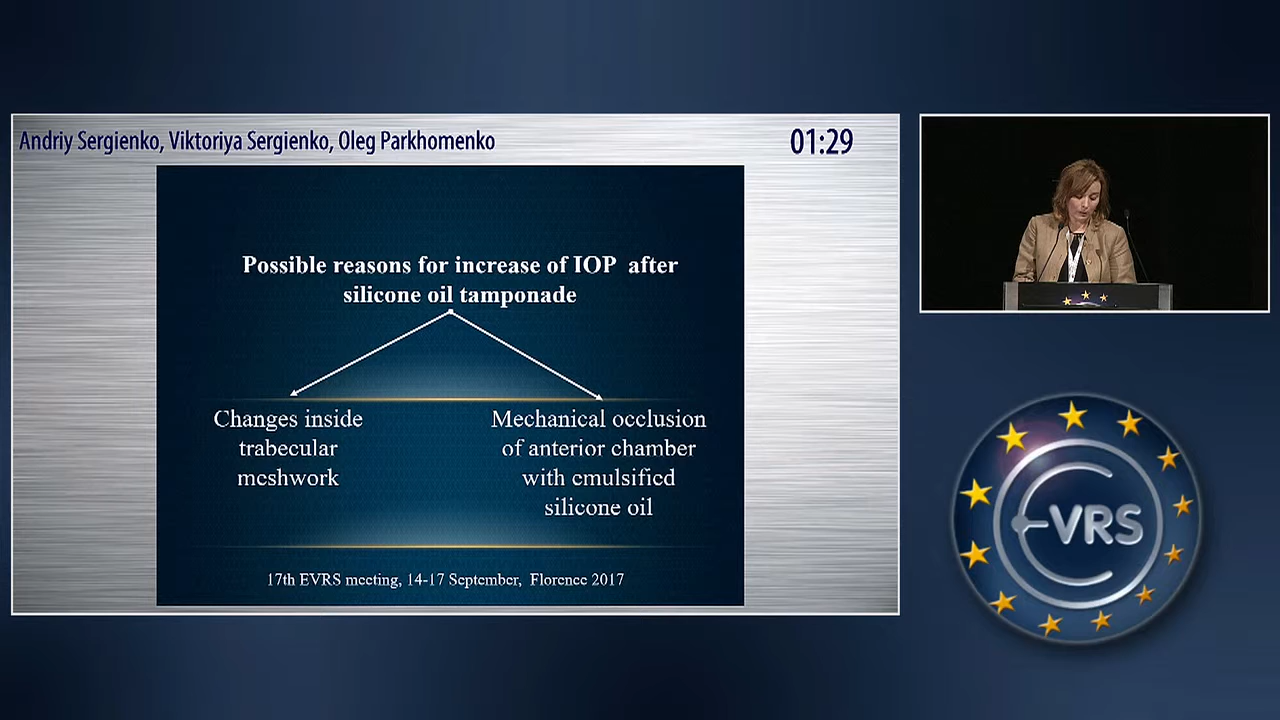 Andriy Sergienko, Viktoriya Sergienko, Oleg Parkhomenko
01:29
Possible reasons for increase of IOP after
silicone oil tamponade
Changes inside
trabecular
meshwork
Mechanical occlusion
of anterior chamber
with emulsified
silicone oil
17th EVRS meeting, 14-17 September, Florence 2017
EVRS